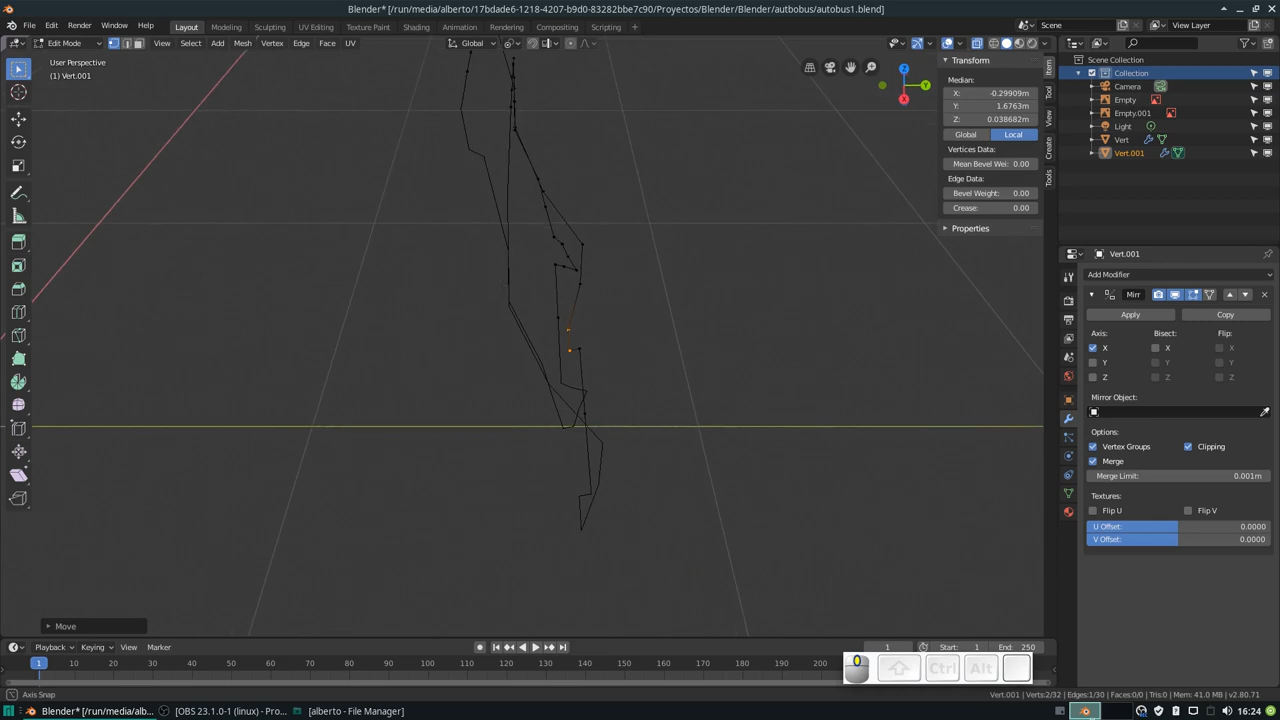 Blender* [/run/media/alberto/17bdade6-1218-4207-b9d0-83282bbe7c90/Proyectos/Blender/Blender/autbobus/autobus1.blend]
File Edit Render Window Help Layout Modeling Sculpting UV Editing Texture Paint Shading Animation Rendering Compositing Scripting + Scene View Layer
Edit Mode View Select Add Mesh Vertex Edge Face UV Global
User Perspective
(1) Vert.001
Z
Y
X
Transform
Median:
X: -0.29909m
Y: 1.6763m
Z: 0.038682m
Global Local
Vertices Data:
Mean Bevel Wei: 0.00
Edge Data:
Bevel Weight: 0.00
Crease: 0.00
Properties
Item
Tool
View
Create
Tools
Scene Collection
Collection
Camera
Empty
Empty.001
Light
Vert
Vert.001
Vert.001
Add Modifier
Mirr
Apply Copy
Axis: Bisect: Flip:
X X X
Y Y Y
Z Z Z
Mirror Object:
Options:
Vertex Groups Clipping
Merge
Merge Limit: 0.001m
Textures:
Flip U Flip V
U Offset: 0.0000
V Offset: 0.0000
Move
Playback Keying View Marker 1 Start: 1 End: 250
1 10 20 30 40 50 60 70 80 90 100 110 120 130 140 150 160 170 180 190 200
Ctrl Alt
Axis Snap
Vert.001 | Verts:2/32 | Edges:1/30 | Faces:0/0 | Tris:0 | Mem: 41.0 MB | v2.80.71
Blender* [/run/media/alb... [OBS 23.1.0-1 (linux) - Pro... [alberto - File Manager] 16:24